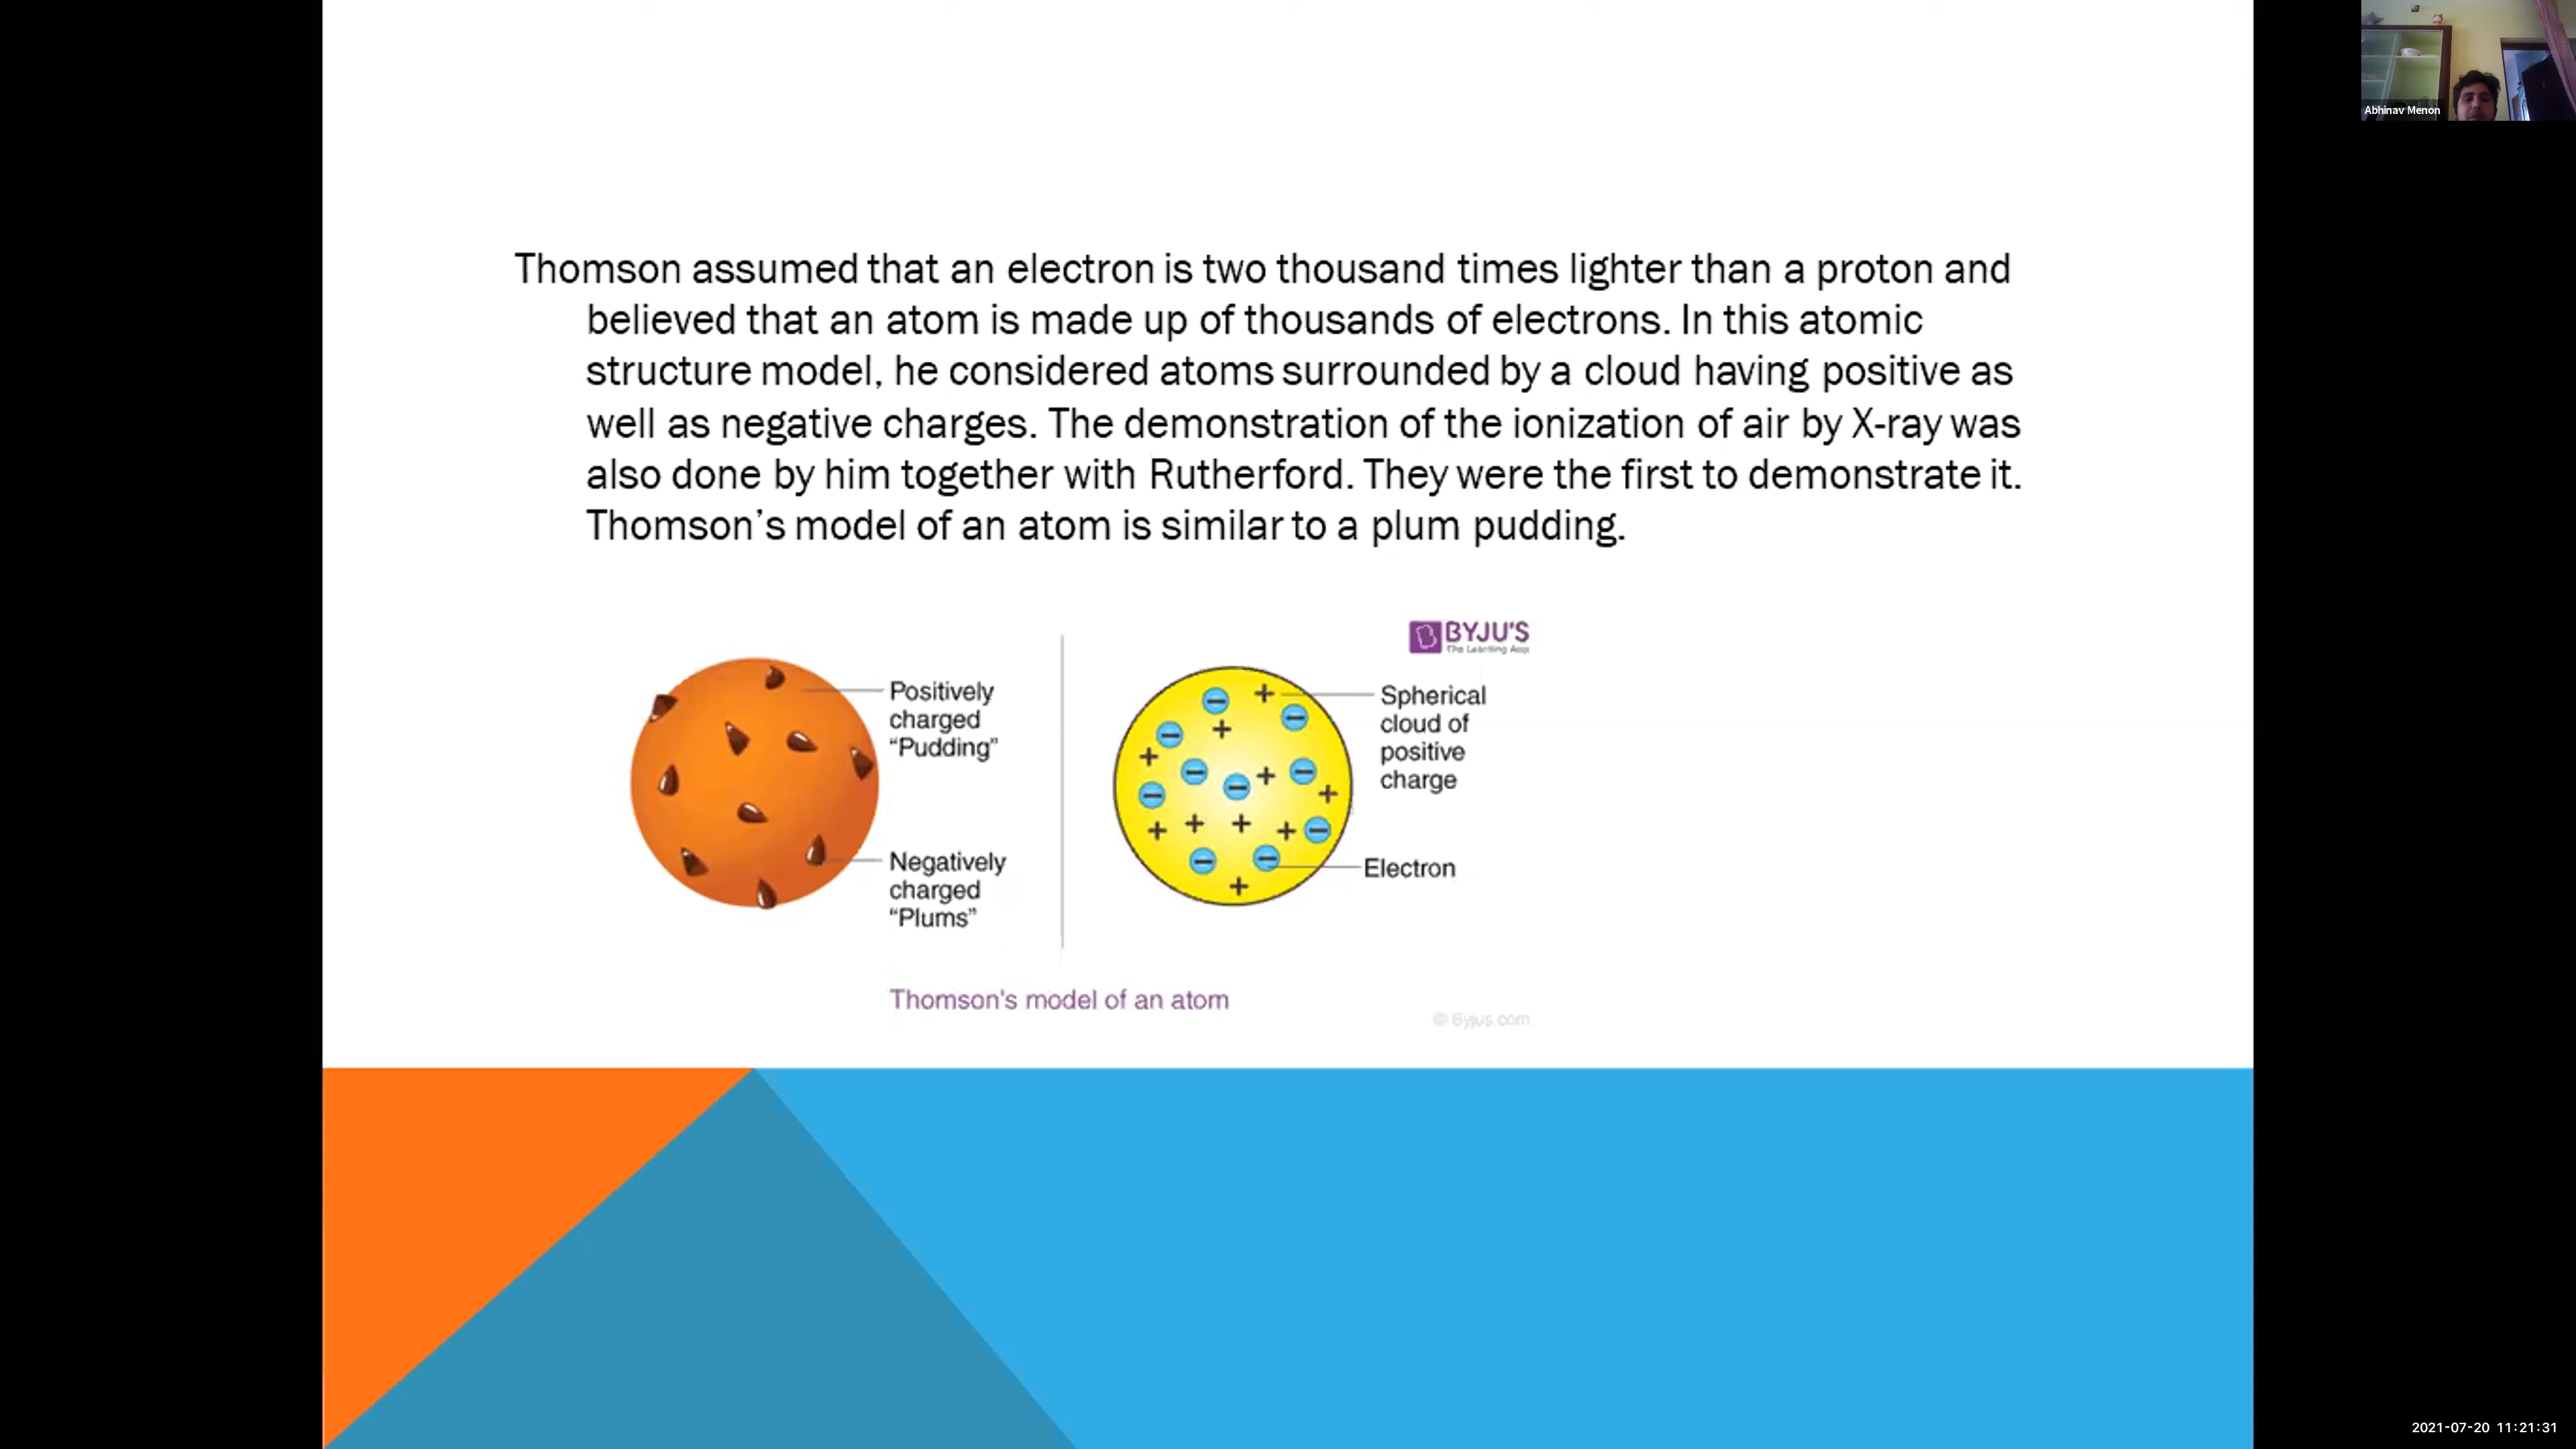 Abhinav Menon
Thomson assumed that an electron is two thousand times lighter than a proton and
believed that an atom is made up of thousands of electrons. In this atomic
structure model, he considered atoms surrounded by a cloud having positive as
well as negative charges. The demonstration of the ionization of air by X-ray was
also done by him together with Rutherford. They were the first to demonstrate it.
Thomson’s model of an atom is similar to a plum pudding.
BYJU'S
The Learning App
Positively
charged
“Pudding”
Negatively
charged
“Plums”
Spherical
cloud of
positive
charge
Electron
Thomson's model of an atom
© Byjus.com
2021-07-20 11:21:31